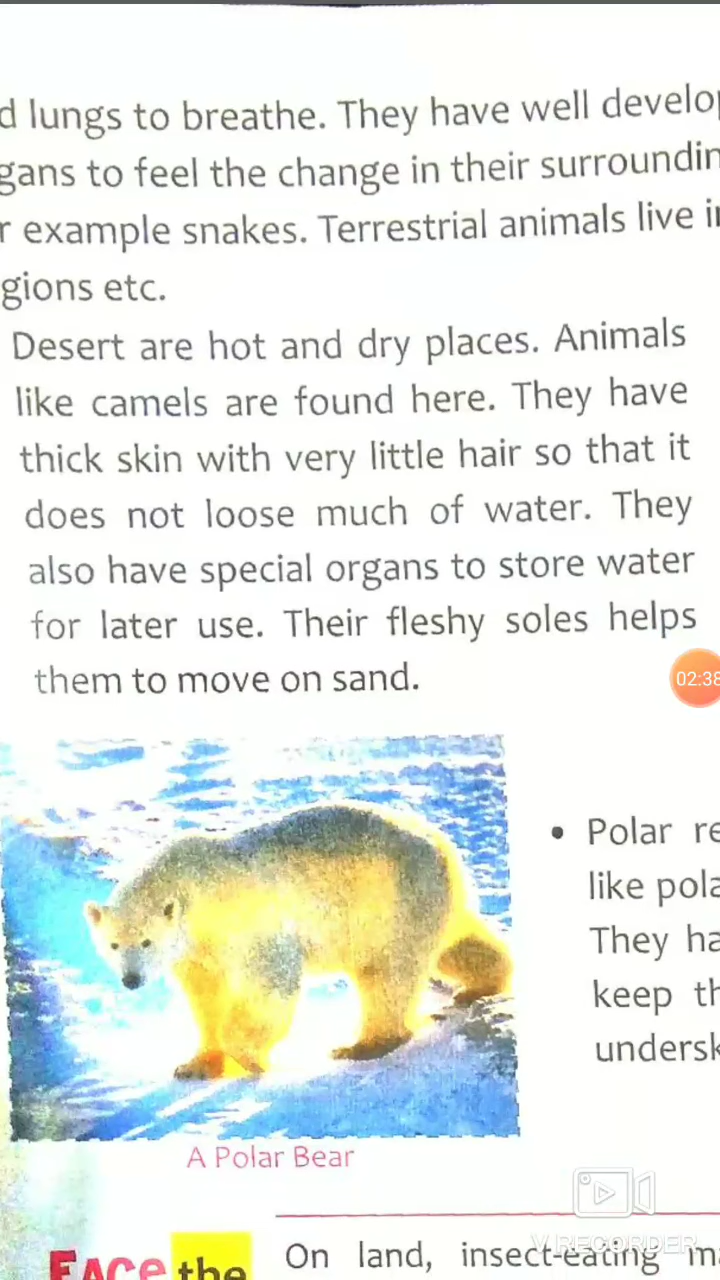 d lungs to breathe. They have well develop
gans to feel the change in their surroundin
r example snakes. Terrestrial animals live in
gions etc.
Desert are hot and dry places. Animals
like camels are found here. They have
thick skin with very little hair so that it
does not loose much of water. They
also have special organs to store water
for later use. Their fleshy soles helps
them to move on sand.
02:38
• Polar re
like pola
They ha
keep th
undersk
A Polar Bear
FACE the
On land, insect-eating ma
V RECORDER